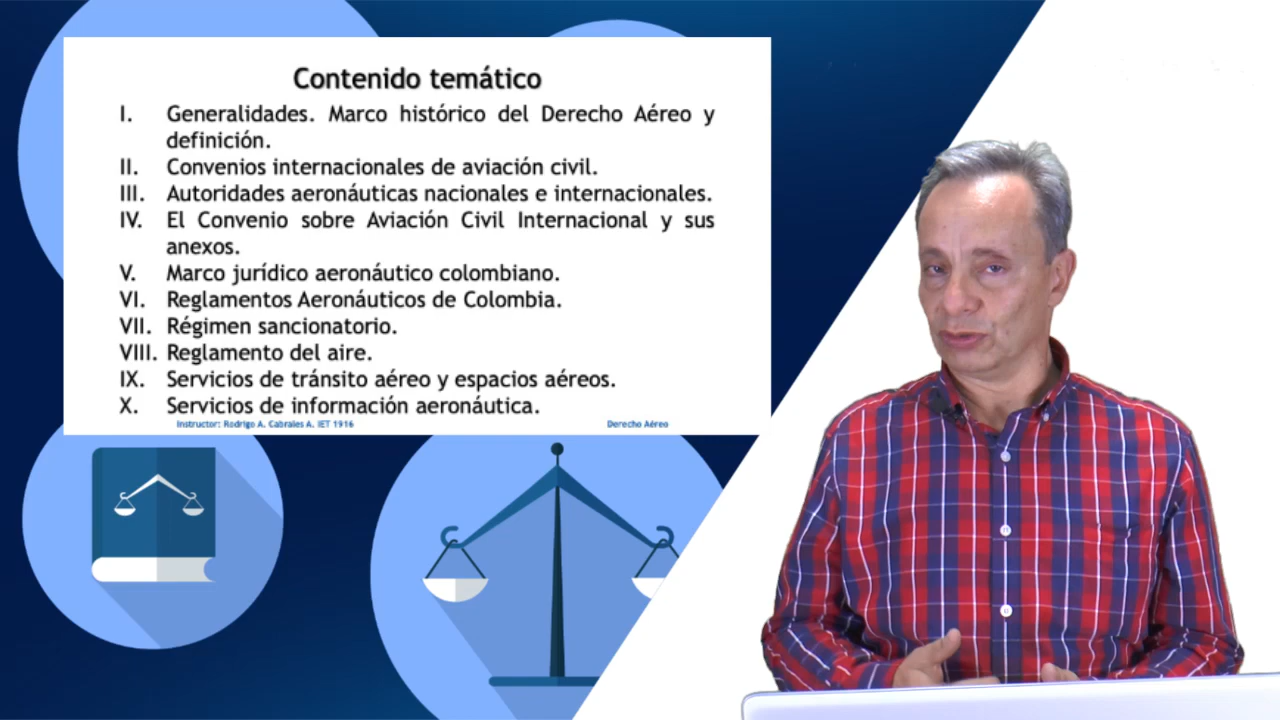 Contenido temático
I. Generalidades. Marco histórico del Derecho Aéreo y
definición.
II. Convenios internacionales de aviación civil.
III. Autoridades aeronáuticas nacionales e internacionales.
IV. El Convenio sobre Aviación Civil Internacional y sus
anexos.
V. Marco jurídico aeronáutico colombiano.
VI. Reglamentos Aeronáuticos de Colombia.
VII. Régimen sancionatorio.
VIII. Reglamento del aire.
IX. Servicios de tránsito aéreo y espacios aéreos.
X. Servicios de información aeronáutica.
Instructor: Rodrigo A. Cabrales A. IET 1916 Derecho Aéreo